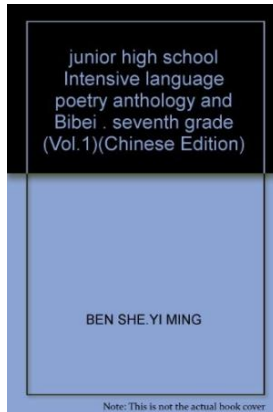 junior high school
Intensive language
poetry anthology and
Bibei . seventh grade
(Vol.1)(Chinese Edition)
BEN SHE.YI MING
Note: This is not the actual book cover